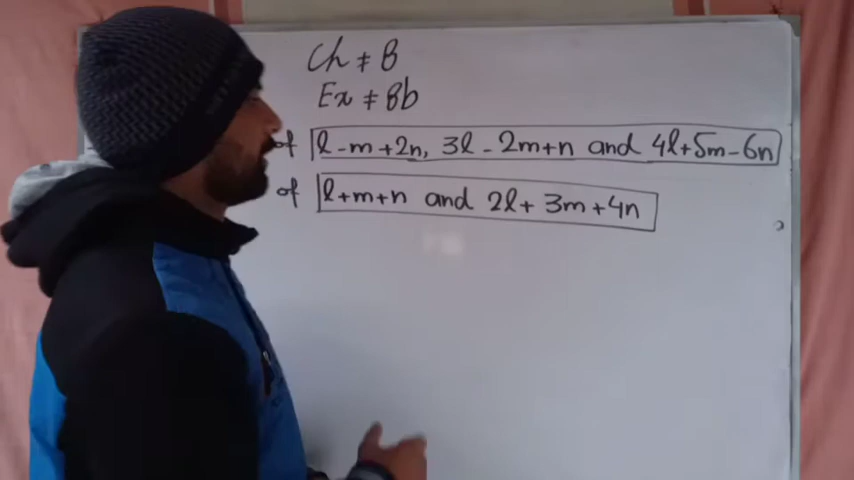 Ch # 8
Ex # 8b
of l-m+2n, 3l-2m+n and 4l+5m-6n
of l+m+n and 2l+3m+4n